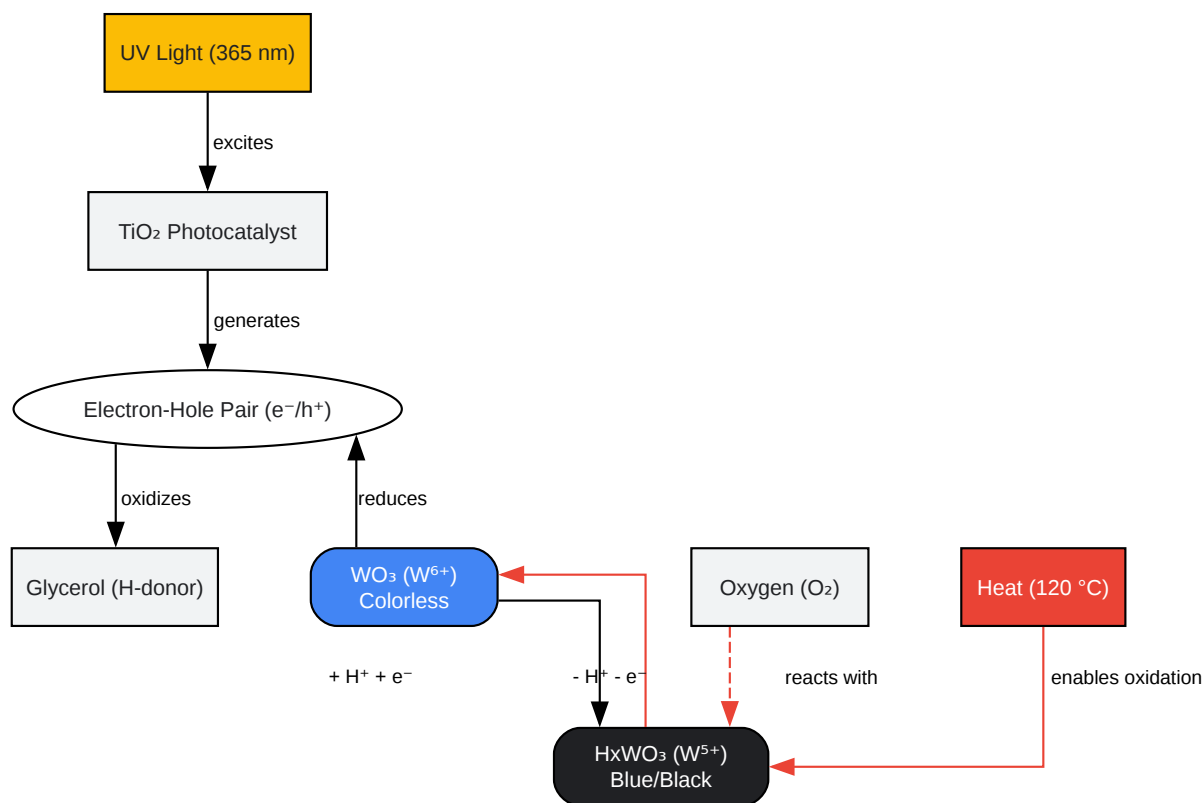 UV Light (365 nm)
excites
TiO₂ Photocatalyst
generates
Electron-Hole Pair (e⁻/h⁺)
oxidizes
reduces
Glycerol (H-donor)
WO₃ (W⁶⁺)
Colorless
Oxygen (O₂)
Heat (120 °C)
+ H⁺ + e⁻
- H⁺ - e⁻
reacts with
enables oxidation
HxWO₃ (W⁵⁺)
Blue/Black